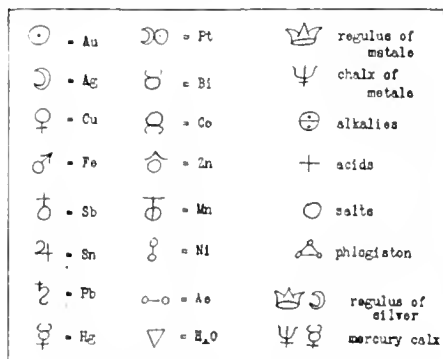 = Au = Pt regulus of
metals
= Ag = Bi chalx of
metals
= Cu = Co alkalies
= Fe = Zn acids
= Sb = Mn salts
= Sn = Ni phlogiston
= Pb = As regulus of
silver
= Hg = H₂O mercury calx